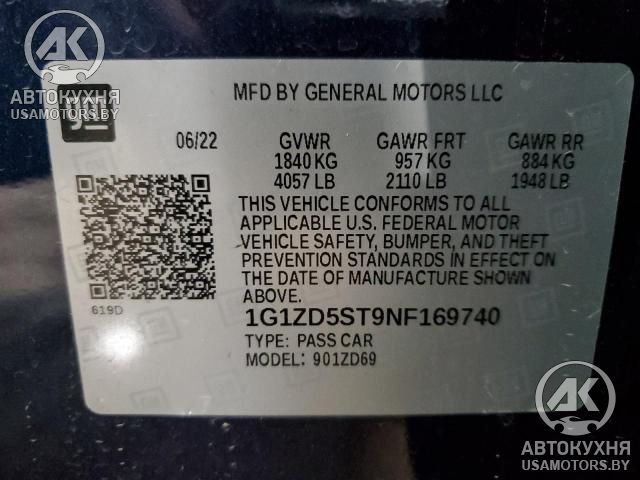 АК
АВТОКУХНЯ
USAMOTORS.BY
gm
MFD BY GENERAL MOTORS LLC
06/22 GVWR GAWR FRT GAWR RR
1840 KG 957 KG 884 KG
4057 LB 2110 LB 1948 LB
THIS VEHICLE CONFORMS TO ALL
APPLICABLE U.S. FEDERAL MOTOR
VEHICLE SAFETY, BUMPER, AND THEFT
PREVENTION STANDARDS IN EFFECT ON
THE DATE OF MANUFACTURE SHOWN
ABOVE.
619D
1G1ZD5ST9NF169740
TYPE: PASS CAR
MODEL: 901ZD69
АК
АВТОКУХНЯ
USAMOTORS.BY